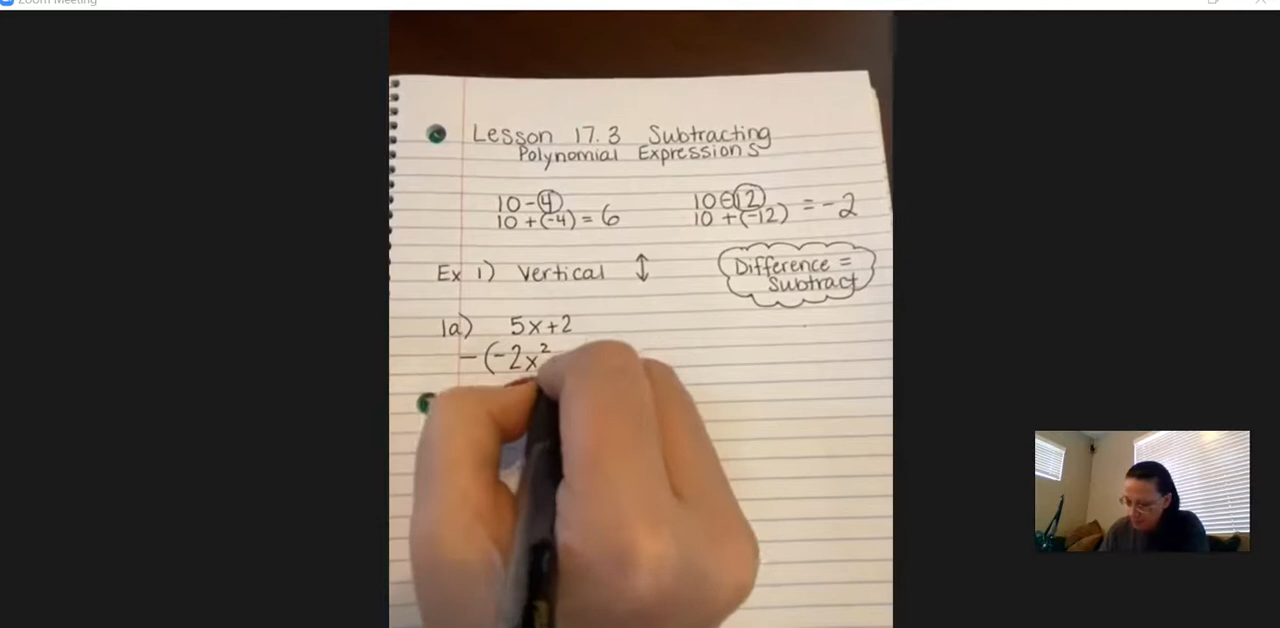 Zoom Meeting
Lesson 17.3 Subtracting
Polynomial Expressions
10-4
10+(-4)=6
10-12
10+(-12) = -2
Ex 1) Vertical ↕
Difference =
Subtract
1a) 5x+2
-(-2x²